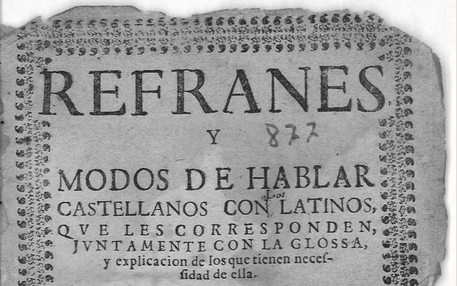 REFRANES
Y
877
MODOS DE HABLAR
CASTELLANOS CON LATINOS,
QVE LES CORRESPONDEN,
JVNTAMENTE CON LA GLOSSA,
y explicacion de los que tienen necef-
fidad de ella.